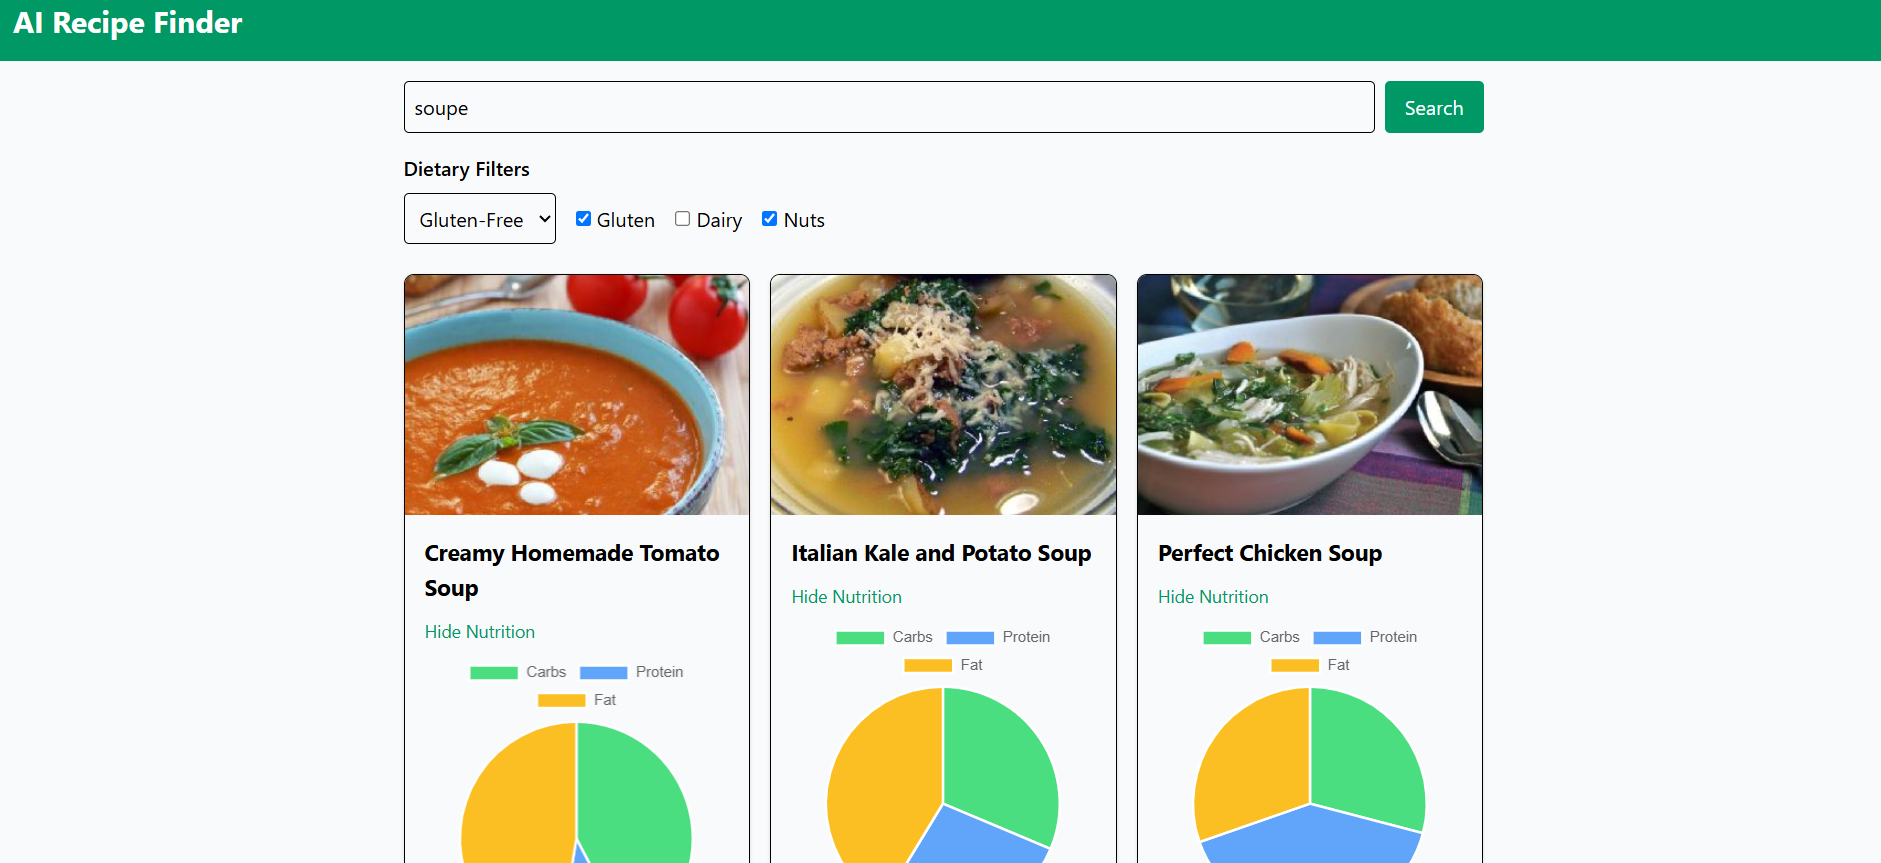 AI Recipe Finder
soupe
Search
Dietary Filters
Gluten-Free Gluten Dairy Nuts
Creamy Homemade Tomato
Soup
Hide Nutrition
Carbs Protein
Fat
Italian Kale and Potato Soup
Hide Nutrition
Carbs Protein
Fat
Perfect Chicken Soup
Hide Nutrition
Carbs Protein
Fat